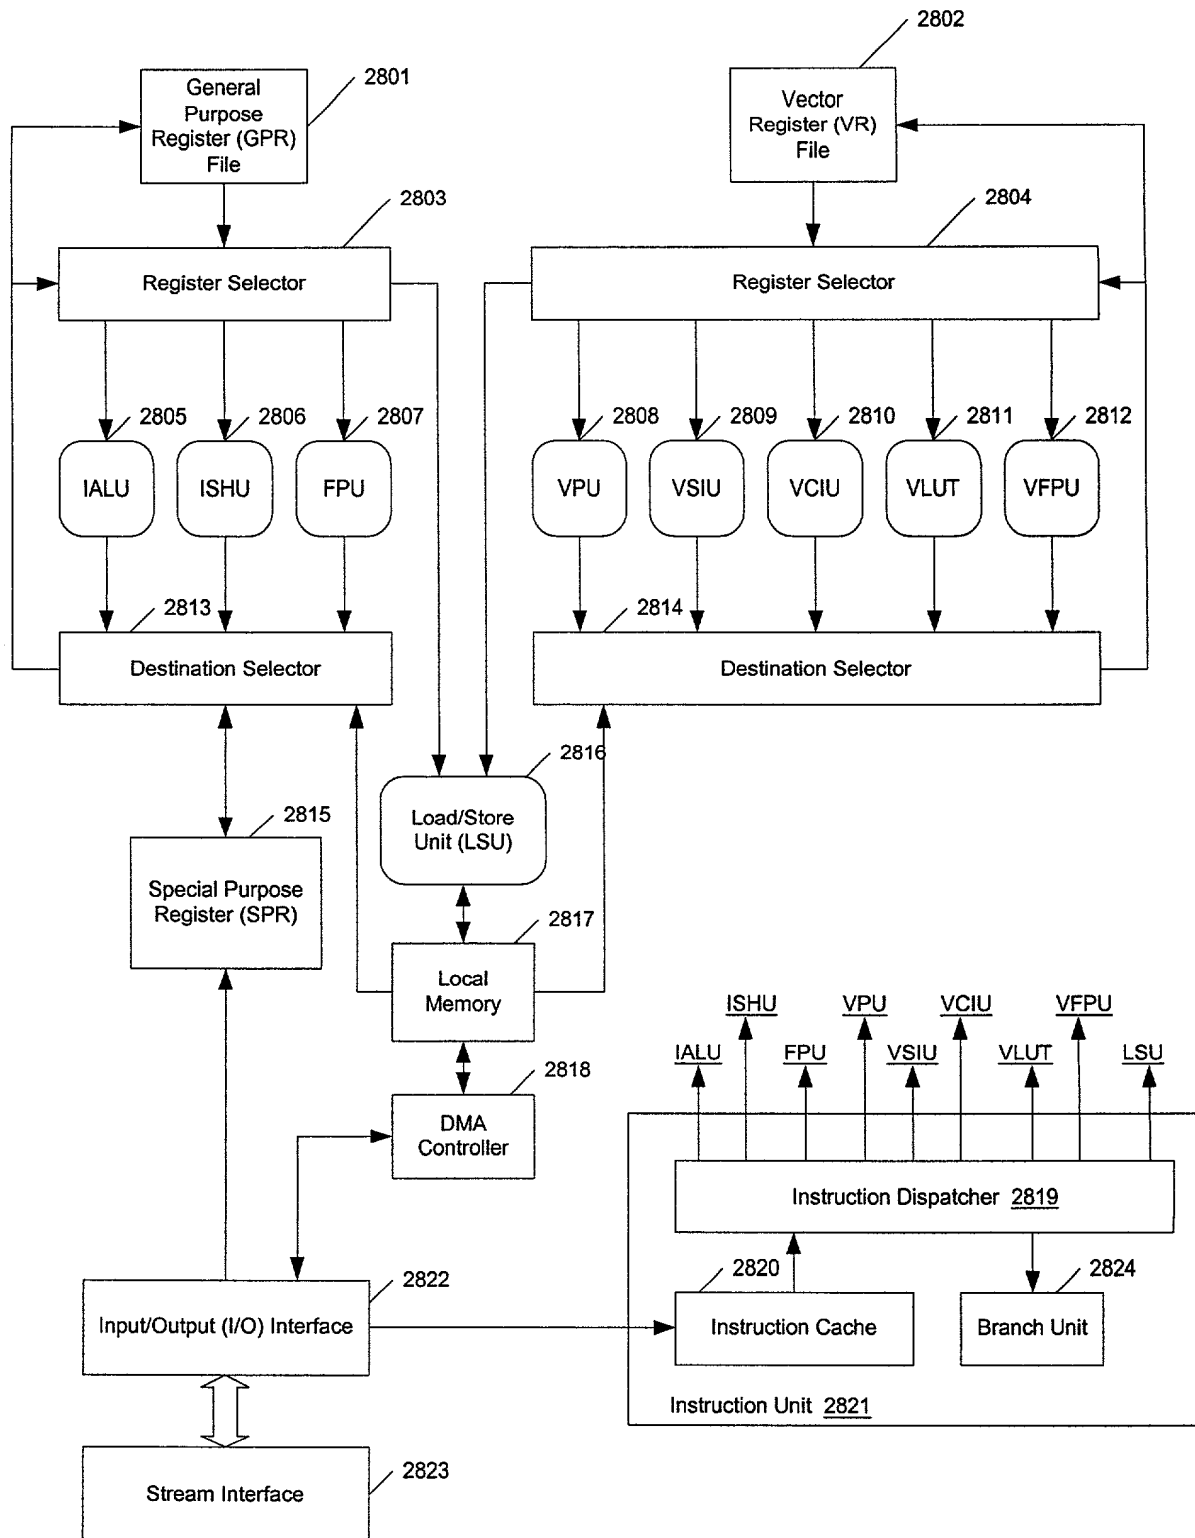 2802
2801
General
Purpose
Register (GPR)
File
Vector
Register (VR)
File
2803
2804
Register Selector
Register Selector
2805
2806
2807
2808
2809
2810
2811
2812
IALU
ISHU
FPU
VPU
VSIU
VCIU
VLUT
VFPU
2813
2814
Destination Selector
Destination Selector
2816
Load/Store
Unit (LSU)
2815
Special Purpose
Register (SPR)
2817
Local
Memory
ISHU
VPU
VCIU
VFPU
IALU
FPU
VSIU
VLUT
LSU
2818
DMA
Controller
Instruction Dispatcher 2819
2822
2820
2824
Input/Output (I/O) Interface
Instruction Cache
Branch Unit
Instruction Unit 2821
2823
Stream Interface